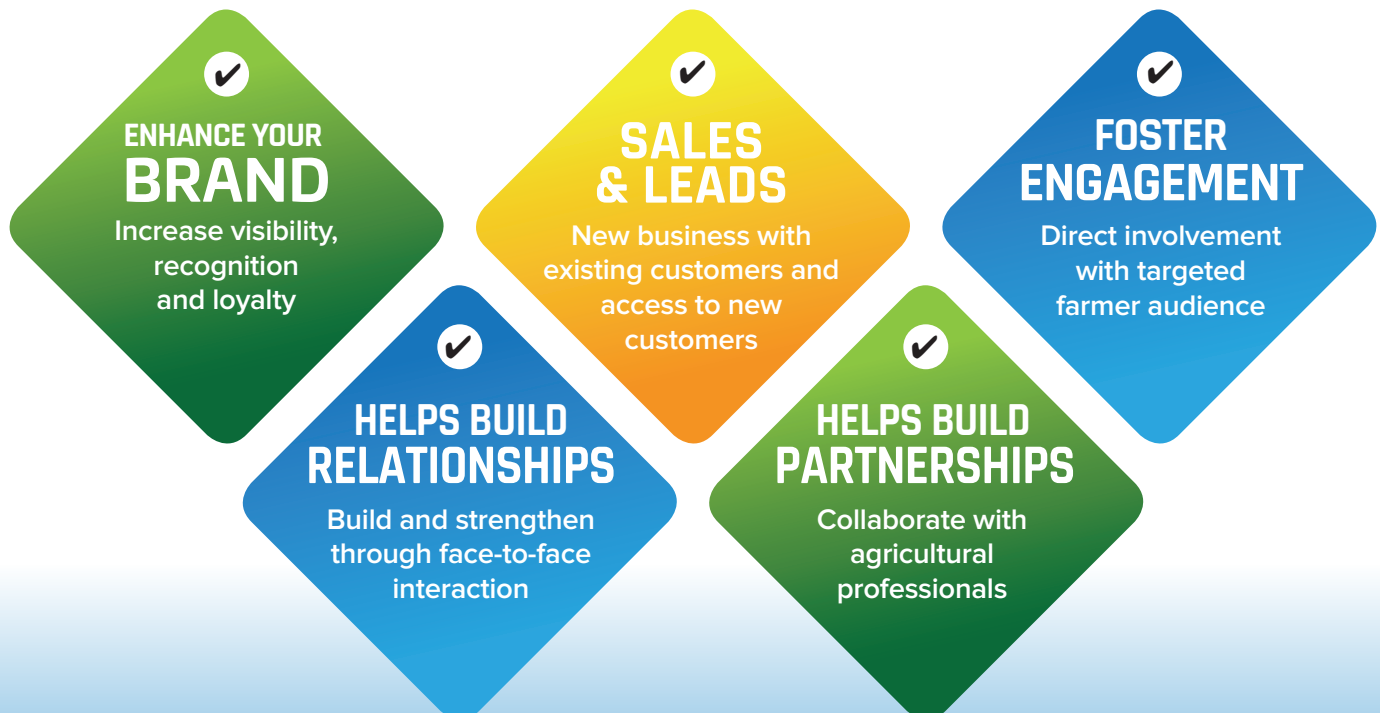 ENHANCE YOUR
BRAND
Increase visibility,
recognition
and loyalty
SALES
& LEADS
New business with
existing customers and
access to new
customers
FOSTER
ENGAGEMENT
Direct involvement
with targeted
farmer audience
HELPS BUILD
RELATIONSHIPS
Build and strengthen
through face-to-face
interaction
HELPS BUILD
PARTNERSHIPS
Collaborate with
agricultural
professionals